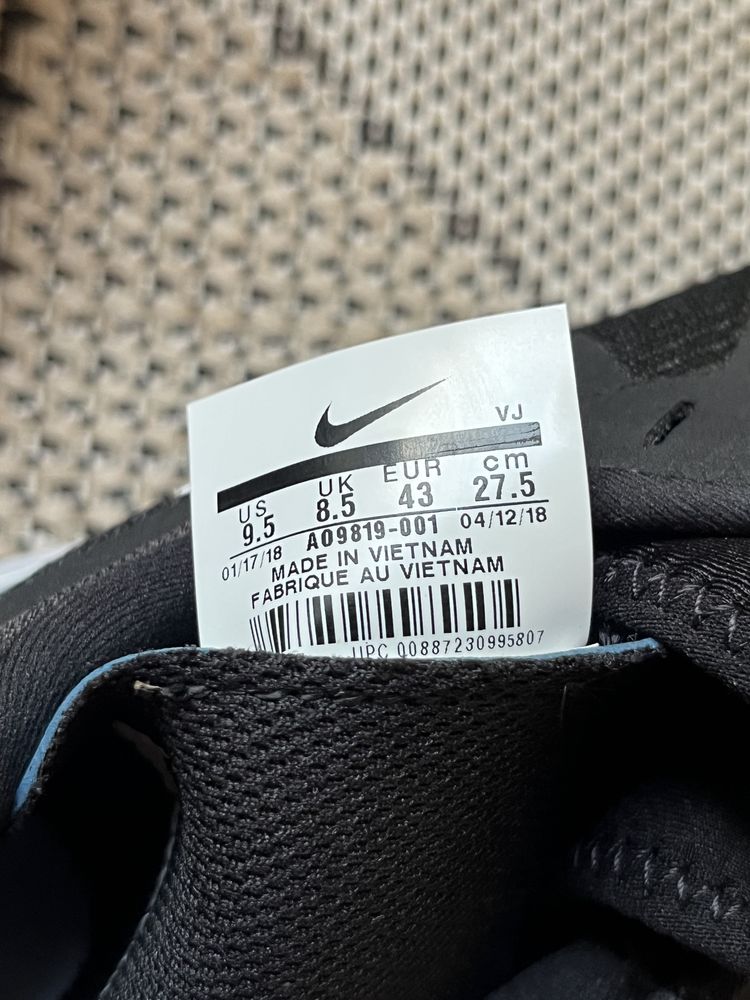 VJ
US UK EUR cm
9.5 8.5 43 27.5
01/17/18 AO9819-001 04/12/18
MADE IN VIETNAM
FABRIQUE AU VIETNAM
UPC 00887230995807